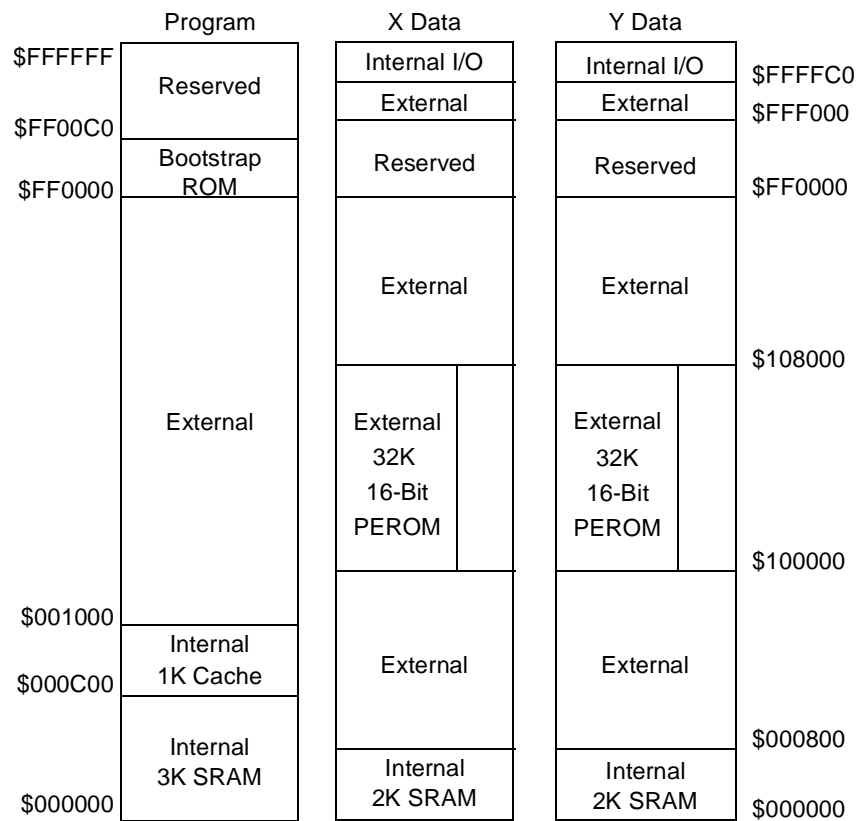 Program
X Data
Y Data
$FFFFFF
Reserved
$FF00C0
Bootstrap
ROM
$FF0000
External
$001000
Internal
1K Cache
$000C00
Internal
3K SRAM
$000000
Internal I/O
External
Reserved
External
External
32K
16-Bit
PEROM
External
Internal
2K SRAM
Internal I/O
External
Reserved
External
External
32K
16-Bit
PEROM
External
Internal
2K SRAM
$FFFFC0
$FFF000
$FF0000
$108000
$100000
$000800
$000000